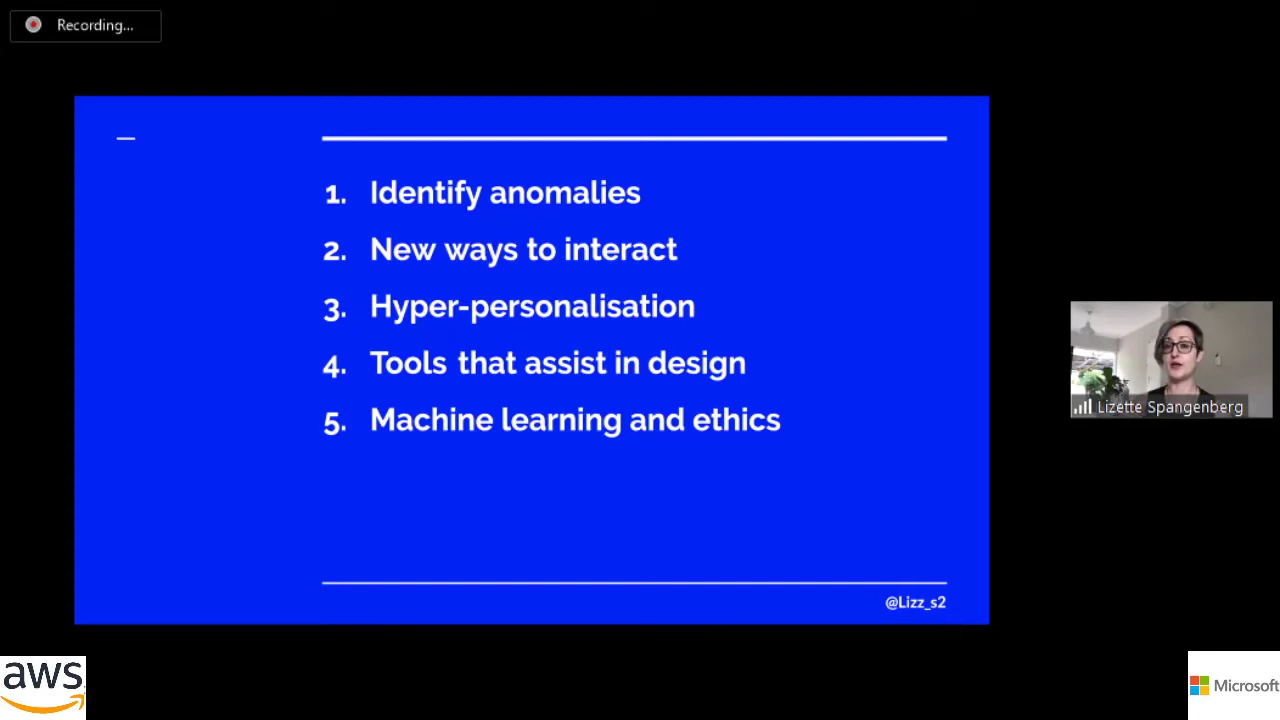 Recording...
1. Identify anomalies
2. New ways to interact
3. Hyper-personalisation
4. Tools that assist in design
5. Machine learning and ethics
@Lizz_s2
Lizette Spangenberg
aws
Microsoft